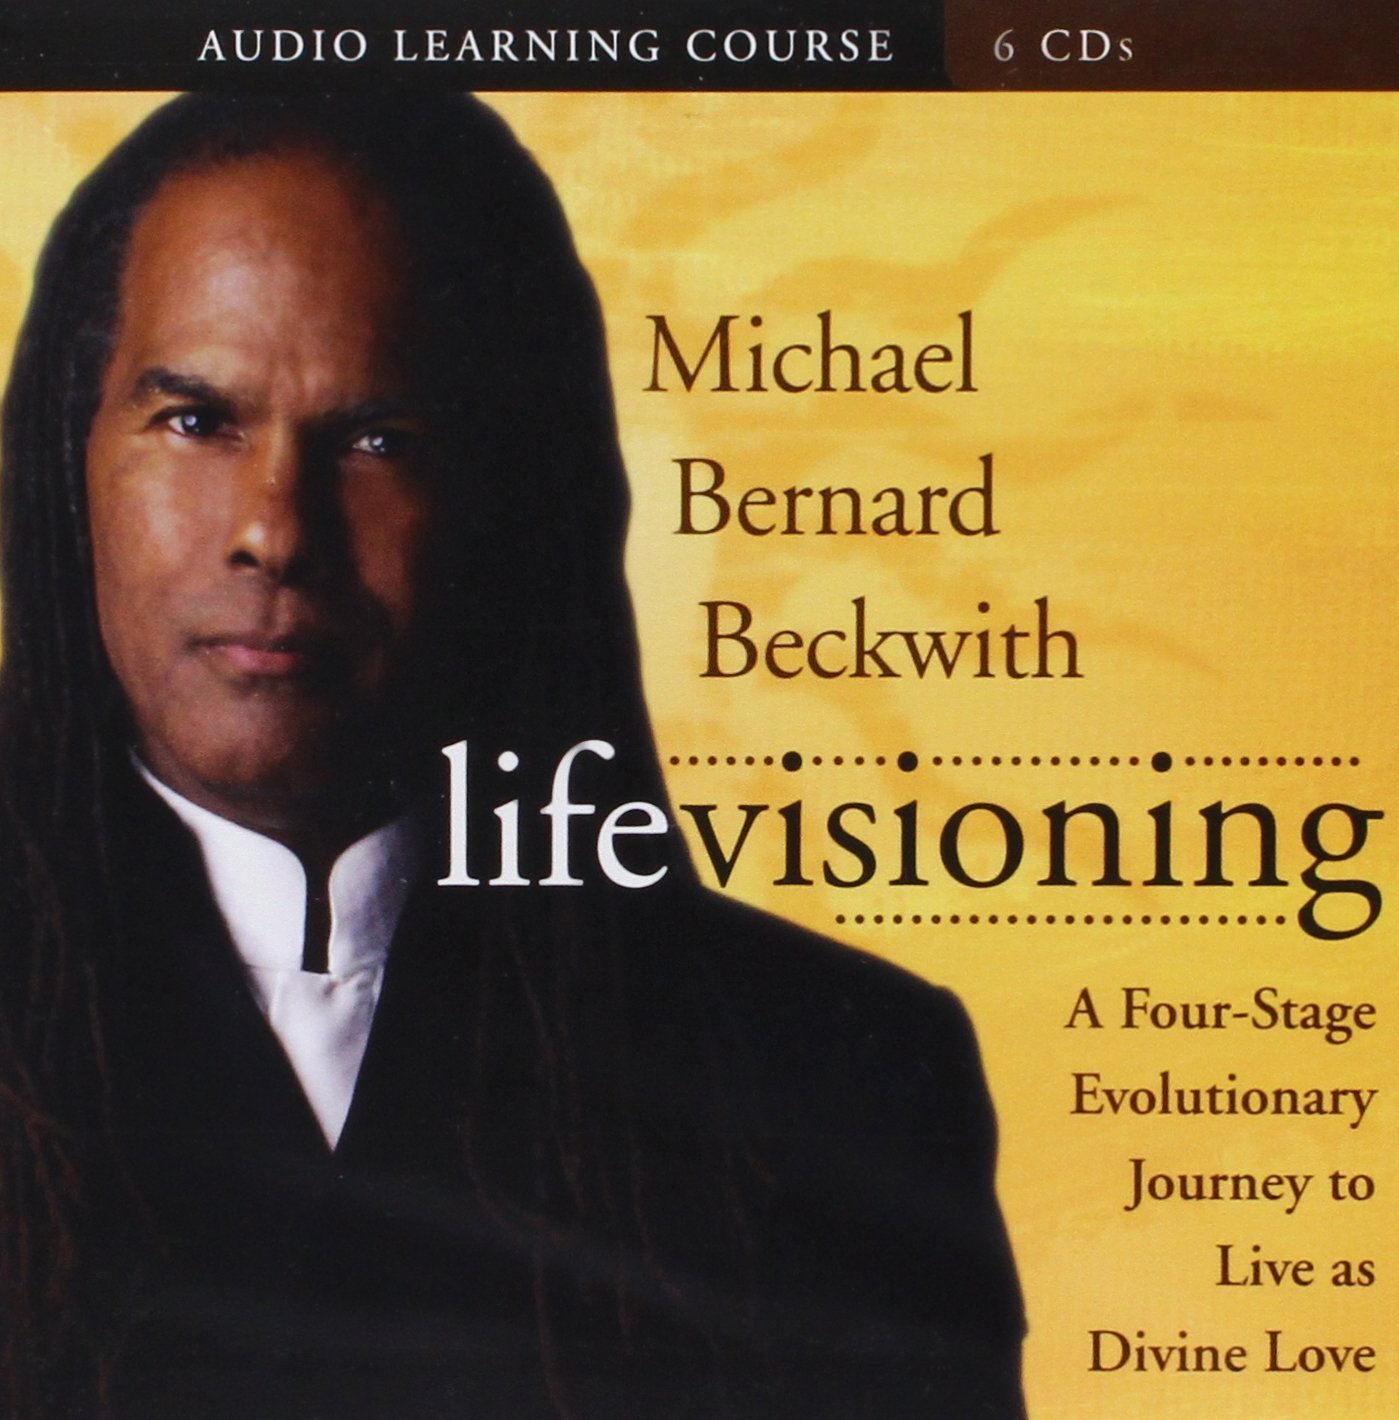 AUDIO LEARNING COURSE 6 CDs
Michael
Bernard
Beckwith
lifevisioning
A Four-Stage
Evolutionary
Journey to
Live as
Divine Love